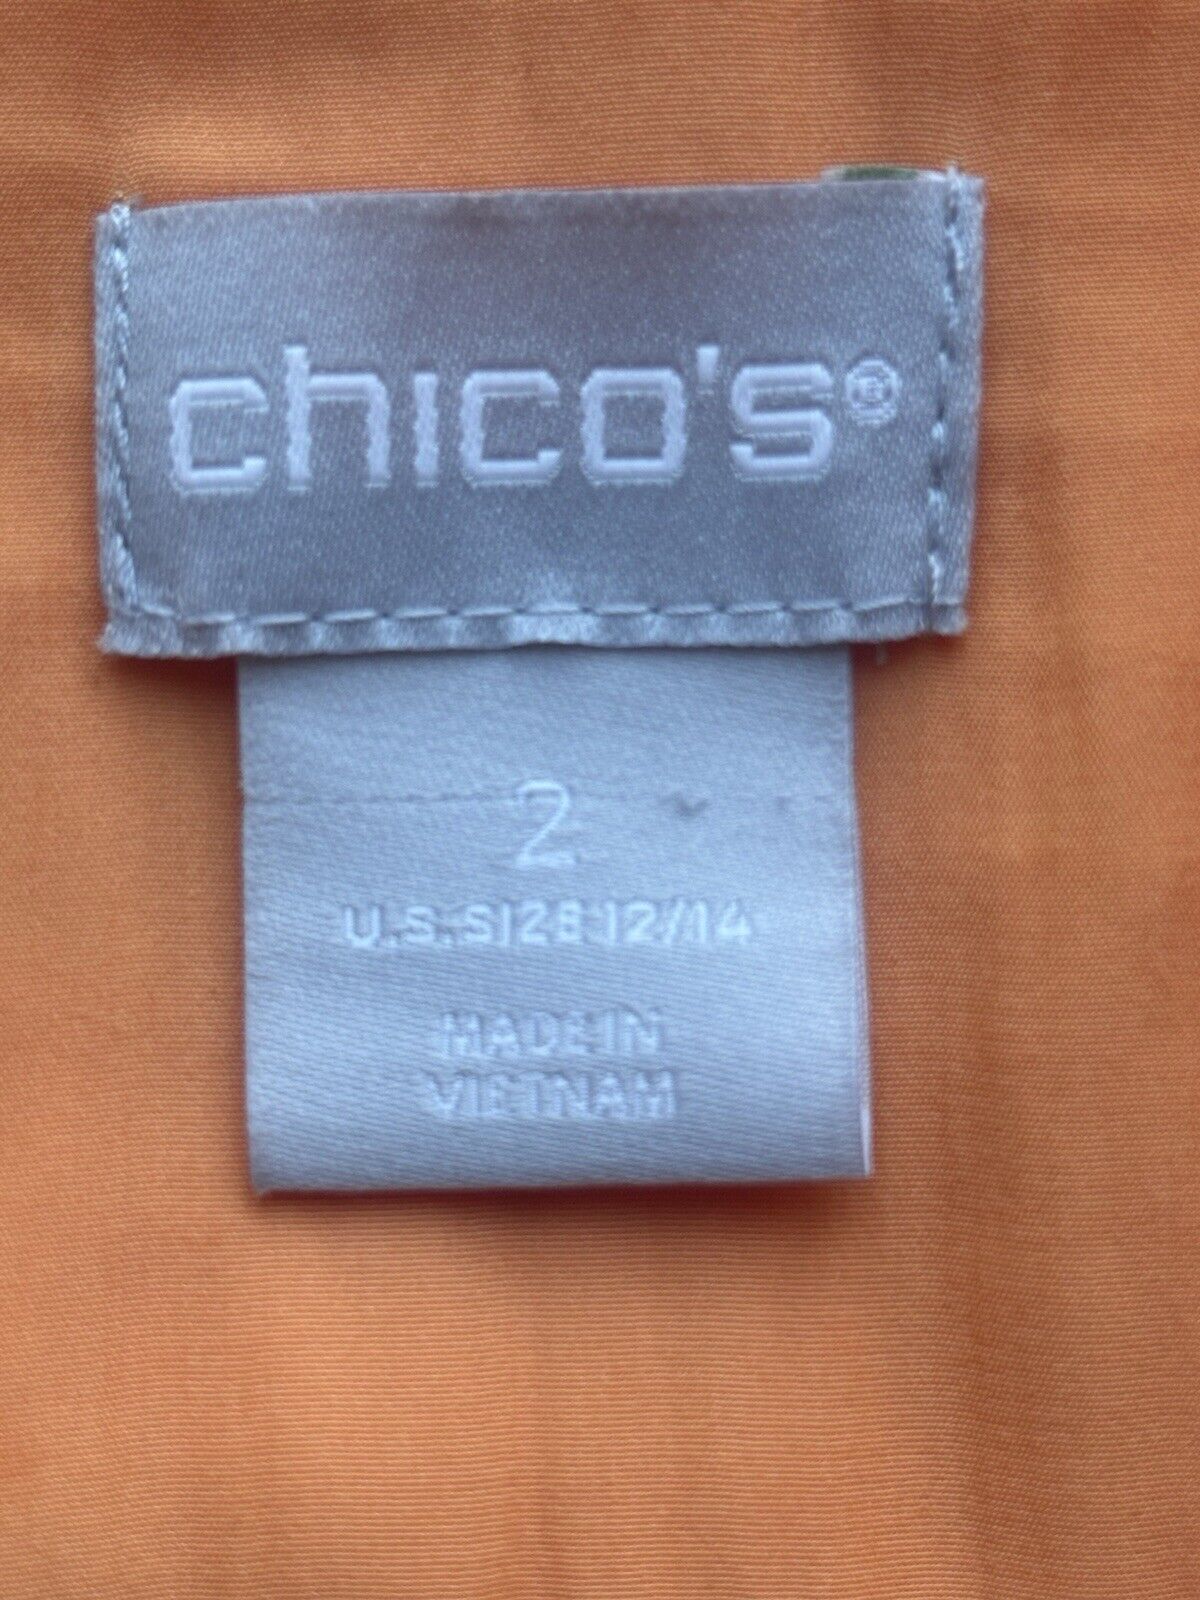 chico's®
2
U.S. SIZE 12/14
MADE IN
VIETNAM